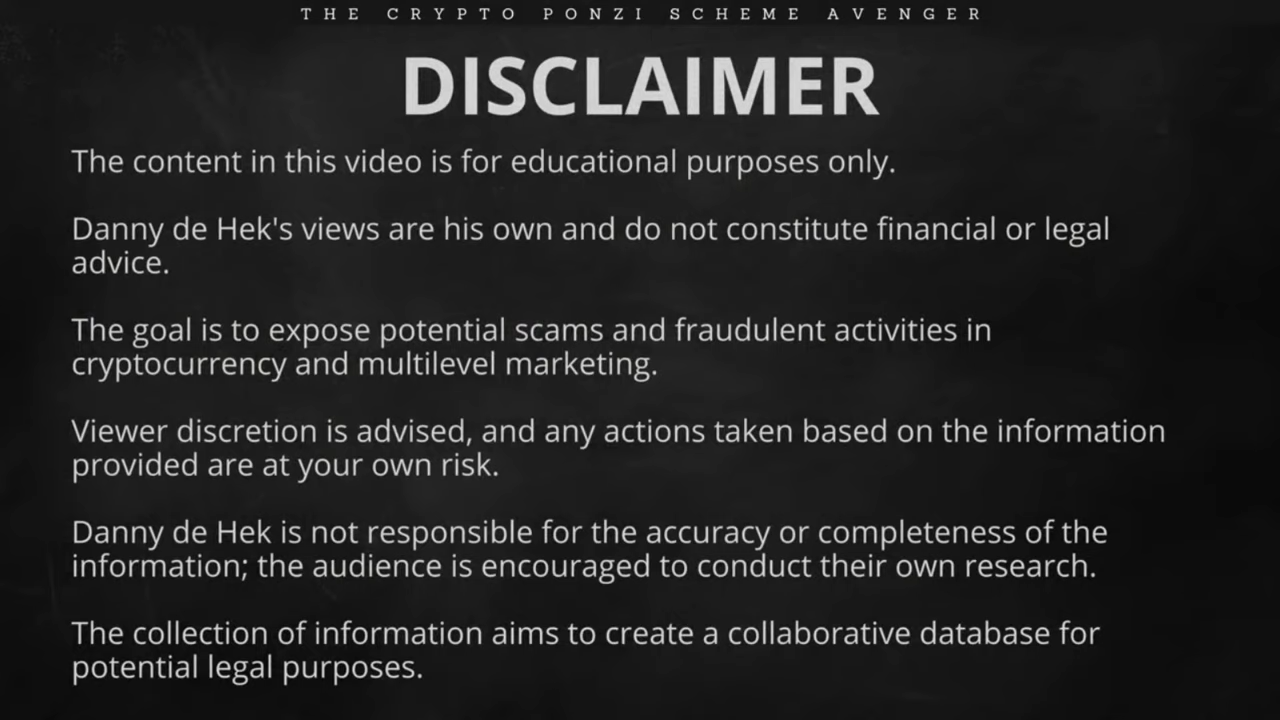 THE CRYPTO PONZI SCHEME AVENGER
DISCLAIMER
The content in this video is for educational purposes only.
Danny de Hek's views are his own and do not constitute financial or legal
advice.
The goal is to expose potential scams and fraudulent activities in
cryptocurrency and multilevel marketing.
Viewer discretion is advised, and any actions taken based on the information
provided are at your own risk.
Danny de Hek is not responsible for the accuracy or completeness of the
information; the audience is encouraged to conduct their own research.
The collection of information aims to create a collaborative database for
potential legal purposes.